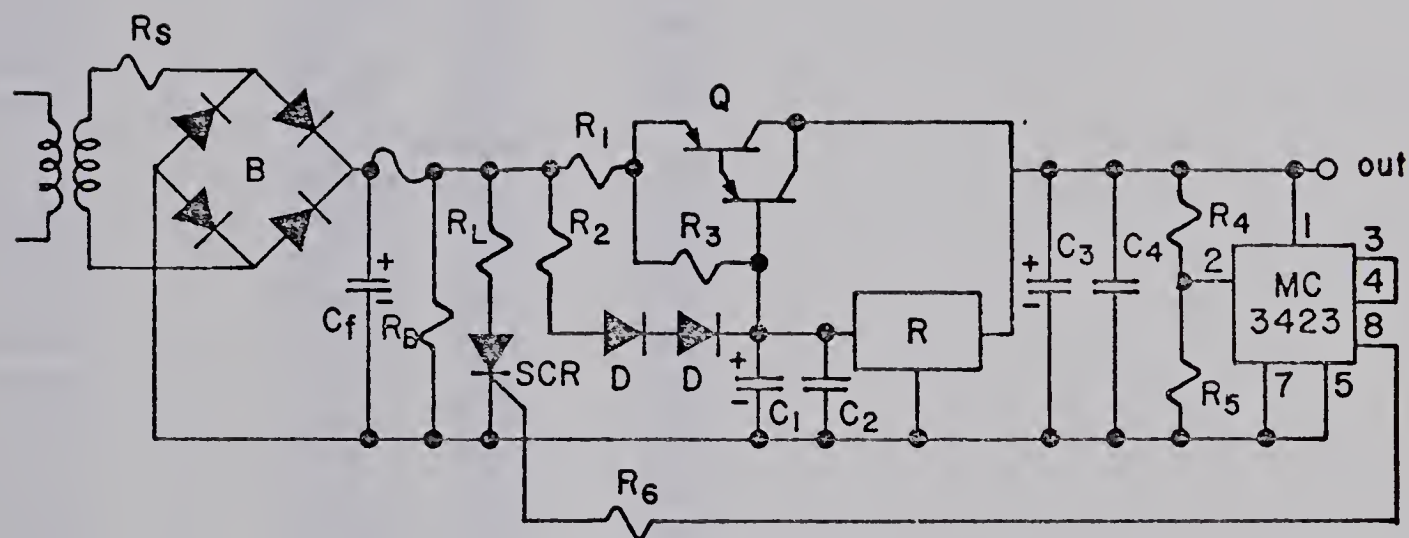 RS
B
Cf
+
-
RB
RL
SCR
R1
R2
Q
R3
D
D
+
-
C1
C2
R
+
-
C3
C4
R4
R5
2
1
MC
3423
3
4
8
7
5
out
R6